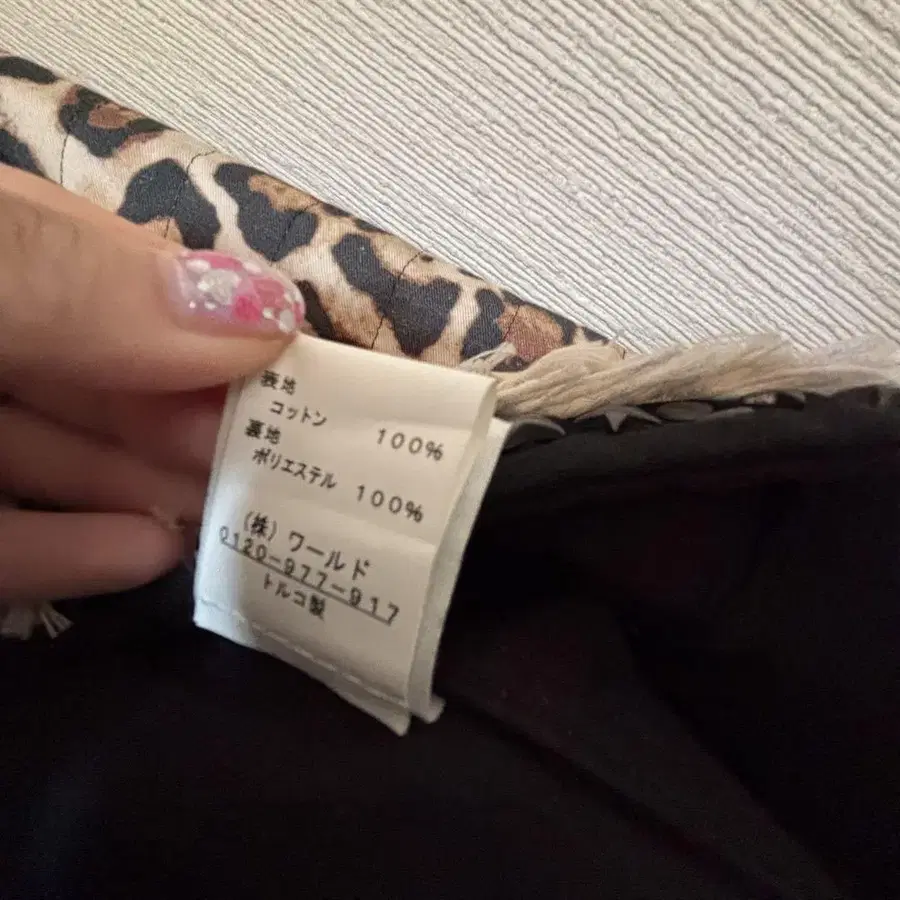 表地
コットン 100%
裏地
ポリエステル 100%
(株) ワールド
0120-977-917
トルコ製